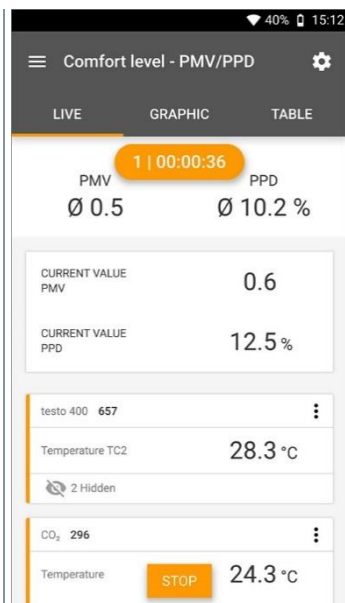 40% 15:12
Comfort level - PMV/PPD
LIVE GRAPHIC TABLE
1 | 00:00:36
PMV PPD
Ø 0.5 Ø 10.2 %
CURRENT VALUE
PMV
0.6
CURRENT VALUE
PPD
12.5 %
testo 400 657
Temperature TC2 28.3 °C
2 Hidden
CO₂ 296
Temperature 24.3 °C
STOP